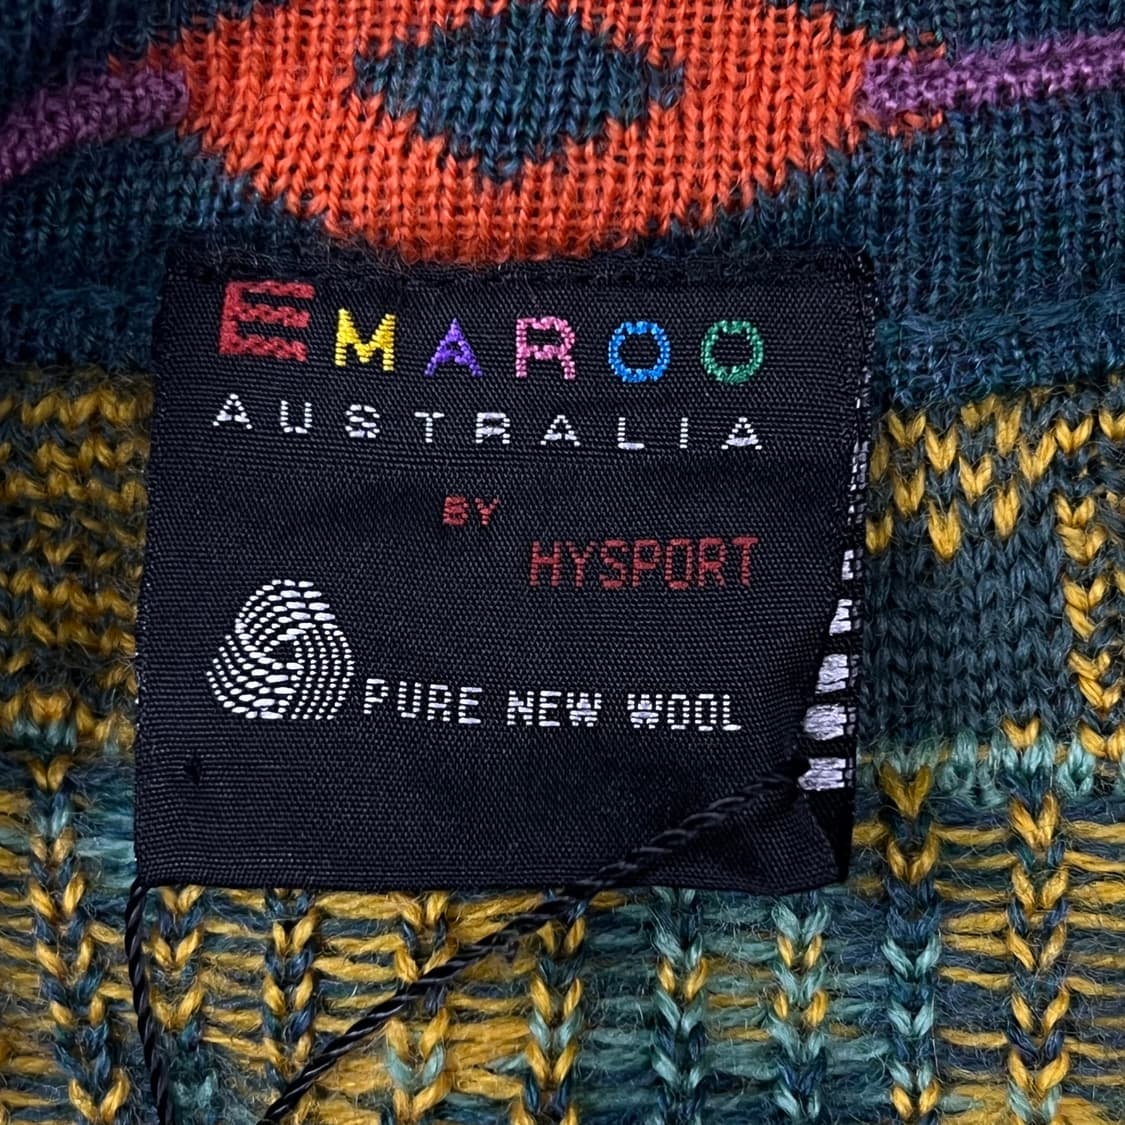 EMAROO
AUSTRALIA
BY
HYSPORT
PURE NEW WOOL